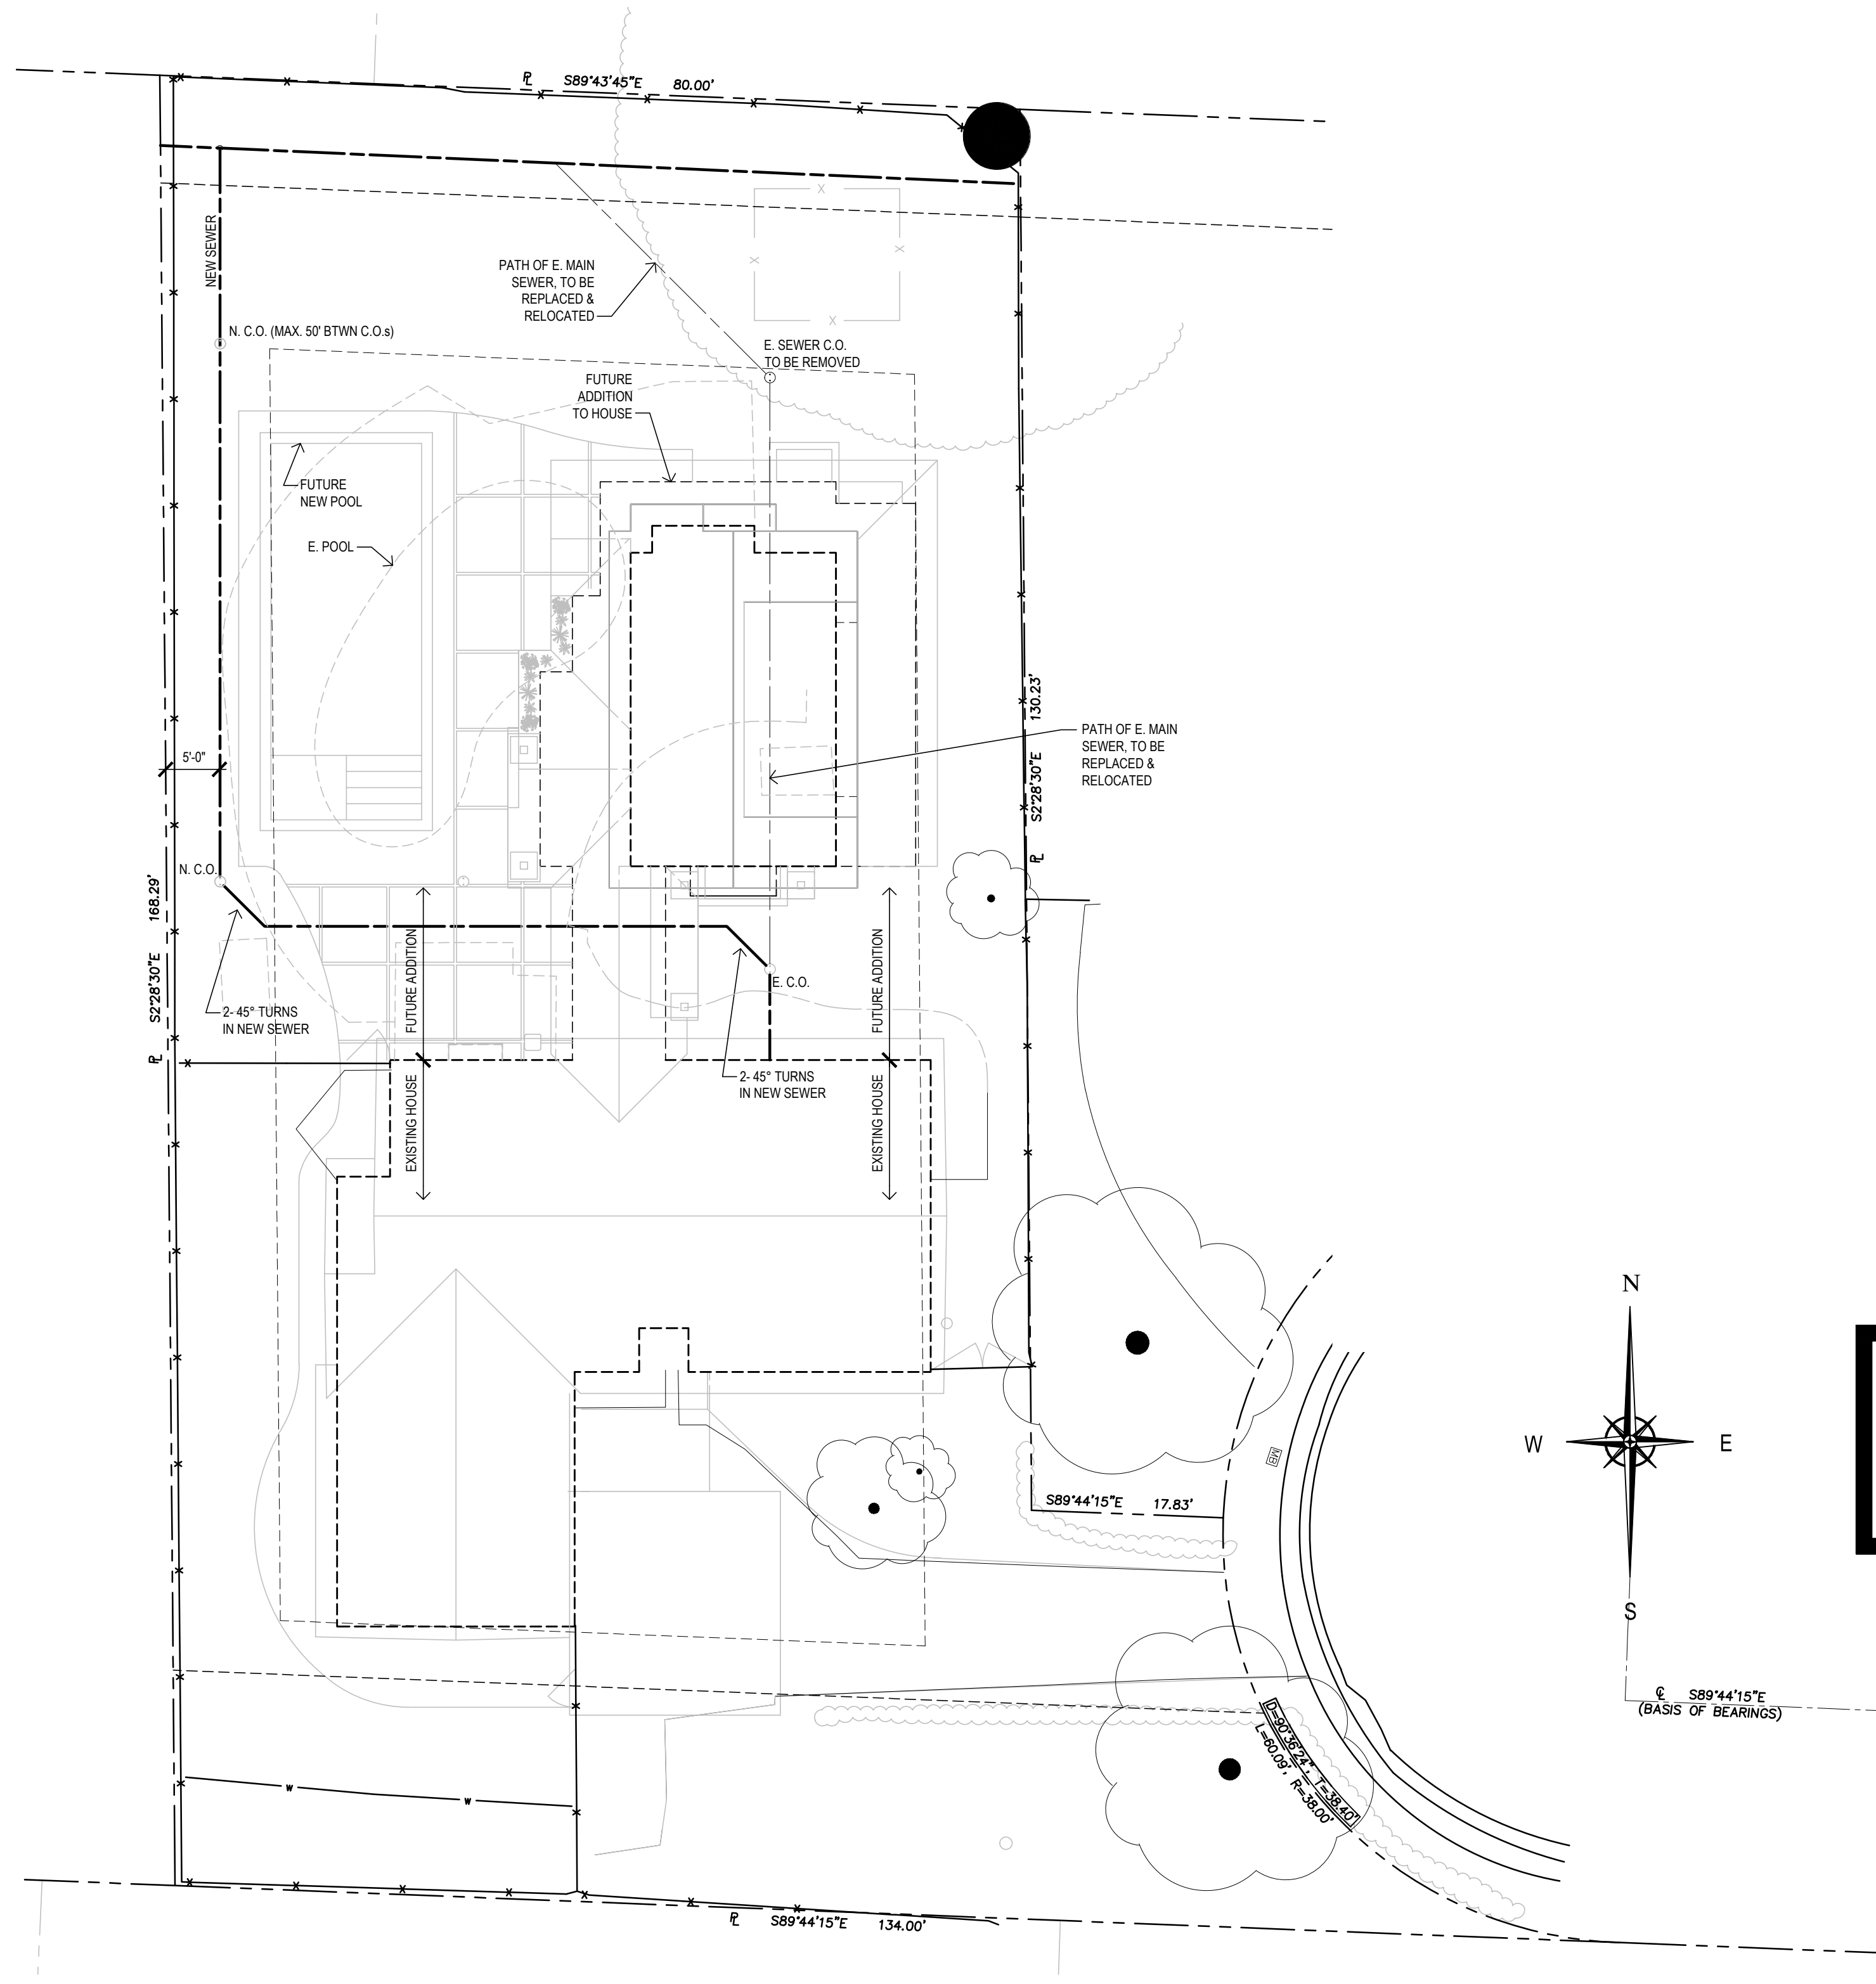 ℄ S89°43'45"E 80.00'
NEW SEWER
PATH OF E. MAIN
SEWER, TO BE
REPLACED &
RELOCATED
N. C.O. (MAX. 50' BTWN C.O.s)
E. SEWER C.O.
TO BE REMOVED
FUTURE
ADDITION
TO HOUSE
FUTURE
NEW POOL
E. POOL
S2°28'30"E 130.23'
PL
PATH OF E. MAIN
SEWER, TO BE
REPLACED &
RELOCATED
5'-0"
N. C.O.
S2°28'30"E 168.29'
PL
FUTURE ADDITION
FUTURE ADDITION
E. C.O.
2- 45° TURNS
IN NEW SEWER
2- 45° TURNS
IN NEW SEWER
EXISTING HOUSE
EXISTING HOUSE
N
W
E
S
MB
S89°44'15"E 17.83'
CL S89°44'15"E
(BASIS OF BEARINGS)
D=90°36'24", T=38.40'
L=60.09', R=38.00'
W
W
PL S89°44'15"E 134.00'